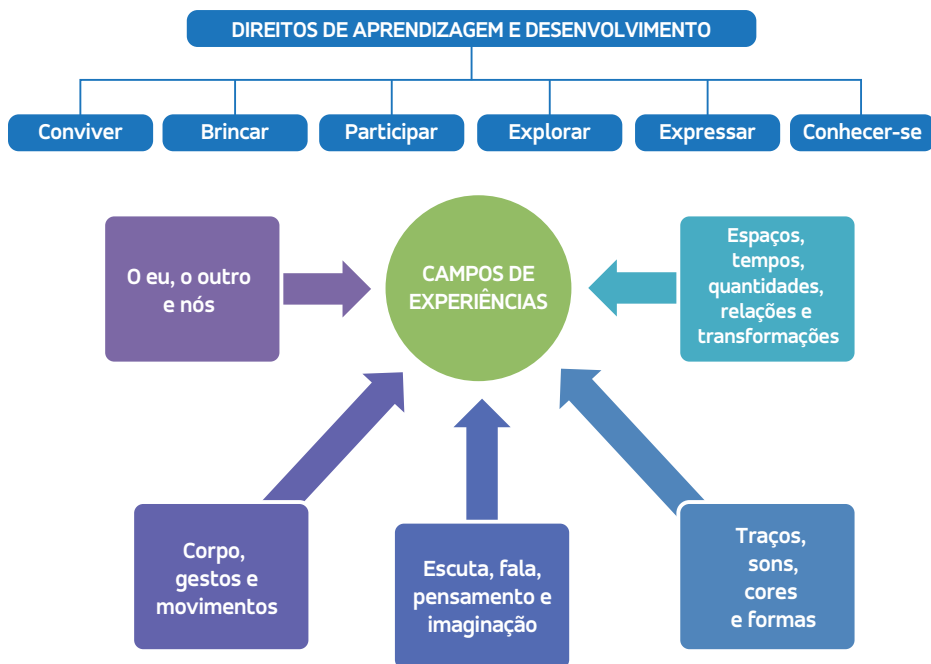 DIREITOS DE APRENDIZAGEM E DESENVOLVIMENTO
Conviver
Brincar
Participar
Explorar
Expressar
Conhecer-se
O eu, o outro
e nós
CAMPOS DE
EXPERIÊNCIAS
Espaços,
tempos,
quantidades,
relações e
transformações
Corpo,
gestos e
movimentos
Escuta, fala,
pensamento e
imaginação
Traços,
sons,
cores
e formas